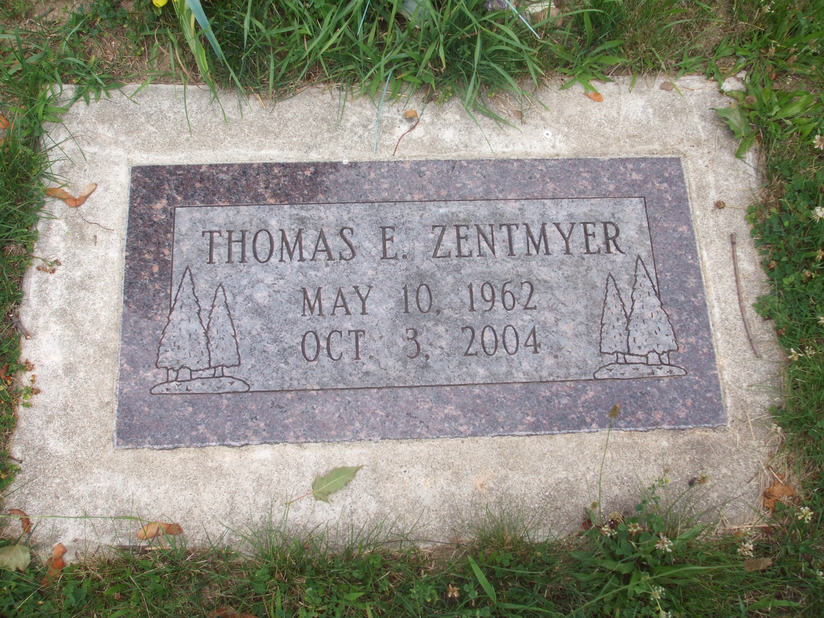 THOMAS E. ZENTMYER
MAY 10, 1962
OCT. 3, 2004